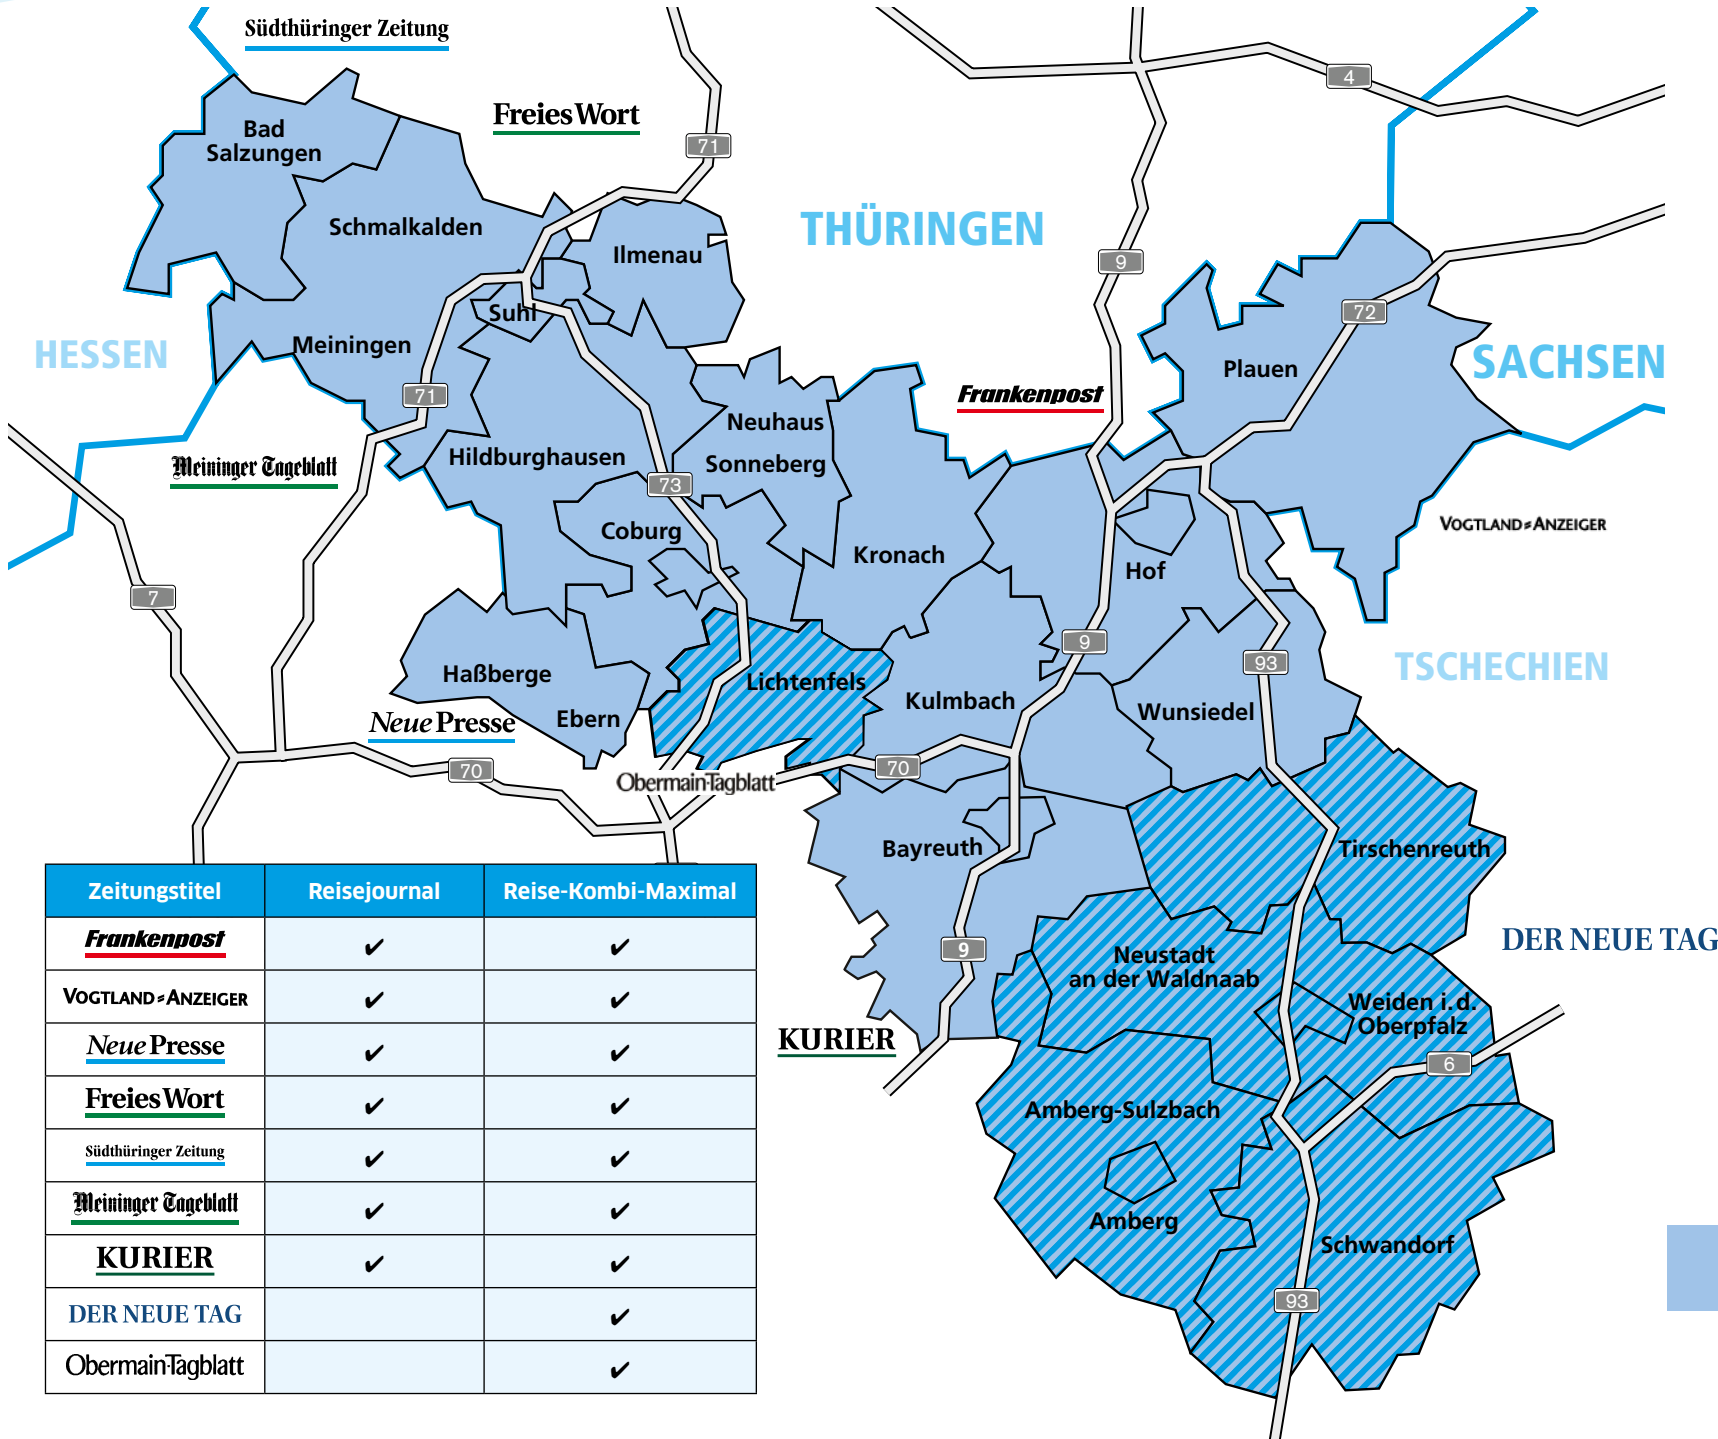 Südthüringer Zeitung
Freies Wort
4
Bad
Salzungen
71
THÜRINGEN
Schmalkalden
Ilmenau
9
Suhl
72
HESSEN
Meiningen
Plauen
SACHSEN
71
Frankenpost
Neuhaus
Meininger Tageblatt
Hildburghausen
Sonneberg
73
Coburg
VOGTLAND-ANZEIGER
Kronach
Hof
7
9
93
TSCHECHIEN
Haßberge
Lichtenfels
Kulmbach
Wunsiedel
Neue Presse
Ebern
70
70
Obermain-Tagblatt
Bayreuth
Tirschenreuth
9
DER NEUE TAG
Neustadt
an der Waldnaab
Weiden i. d.
Oberpfalz
KURIER
6
Amberg-Sulzbach
Amberg
Schwandorf
93
Zeitungstitel Reisejournal Reise-Kombi-Maximal
Frankenpost ✔ ✔
VOGTLAND-ANZEIGER ✔ ✔
Neue Presse ✔ ✔
Freies Wort ✔ ✔
Südthüringer Zeitung ✔ ✔
Meininger Tageblatt ✔ ✔
KURIER ✔ ✔
DER NEUE TAG ✔
Obermain-Tagblatt ✔